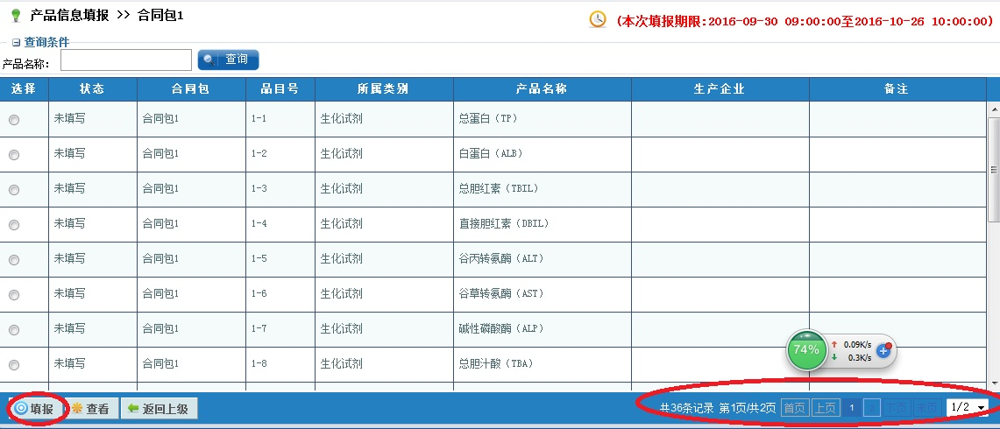 产品信息填报 >> 合同包1
(本次填报期限:2016-09-30 09:00:00至2016-10-26 10:00:00)
查询条件
产品名称: 查询
选择 状态 合同包 品目号 所属类别 产品名称 生产企业 备注
未填写 合同包1 1-1 生化试剂 总蛋白（TP）
未填写 合同包1 1-2 生化试剂 白蛋白（ALB）
未填写 合同包1 1-3 生化试剂 总胆红素（TBIL）
未填写 合同包1 1-4 生化试剂 直接胆红素（DBIL）
未填写 合同包1 1-5 生化试剂 谷丙转氨酶（ALT）
未填写 合同包1 1-6 生化试剂 谷草转氨酶（AST）
未填写 合同包1 1-7 生化试剂 碱性磷酸酶（ALP）
未填写 合同包1 1-8 生化试剂 总胆汁酸（TBA）
74% 0.09K/s
0.3K/s
填报 查看 返回上级 共36条记录 第1页/共2页 首页 上页 1 2 下页 末页 1/2